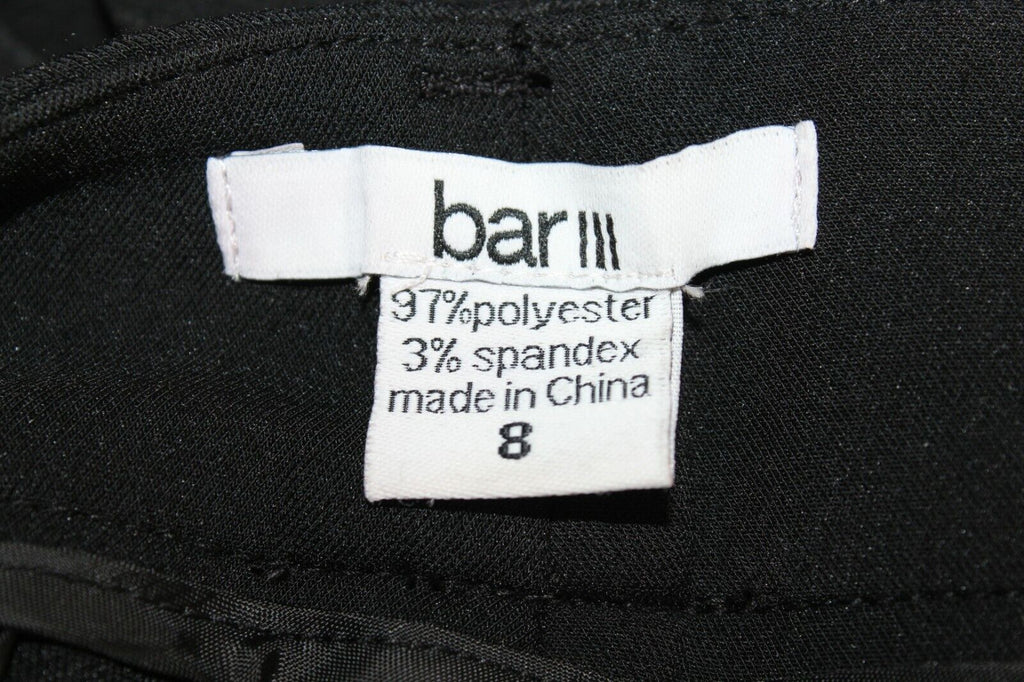 bar III
97%polyester
3% spandex
made in China
8